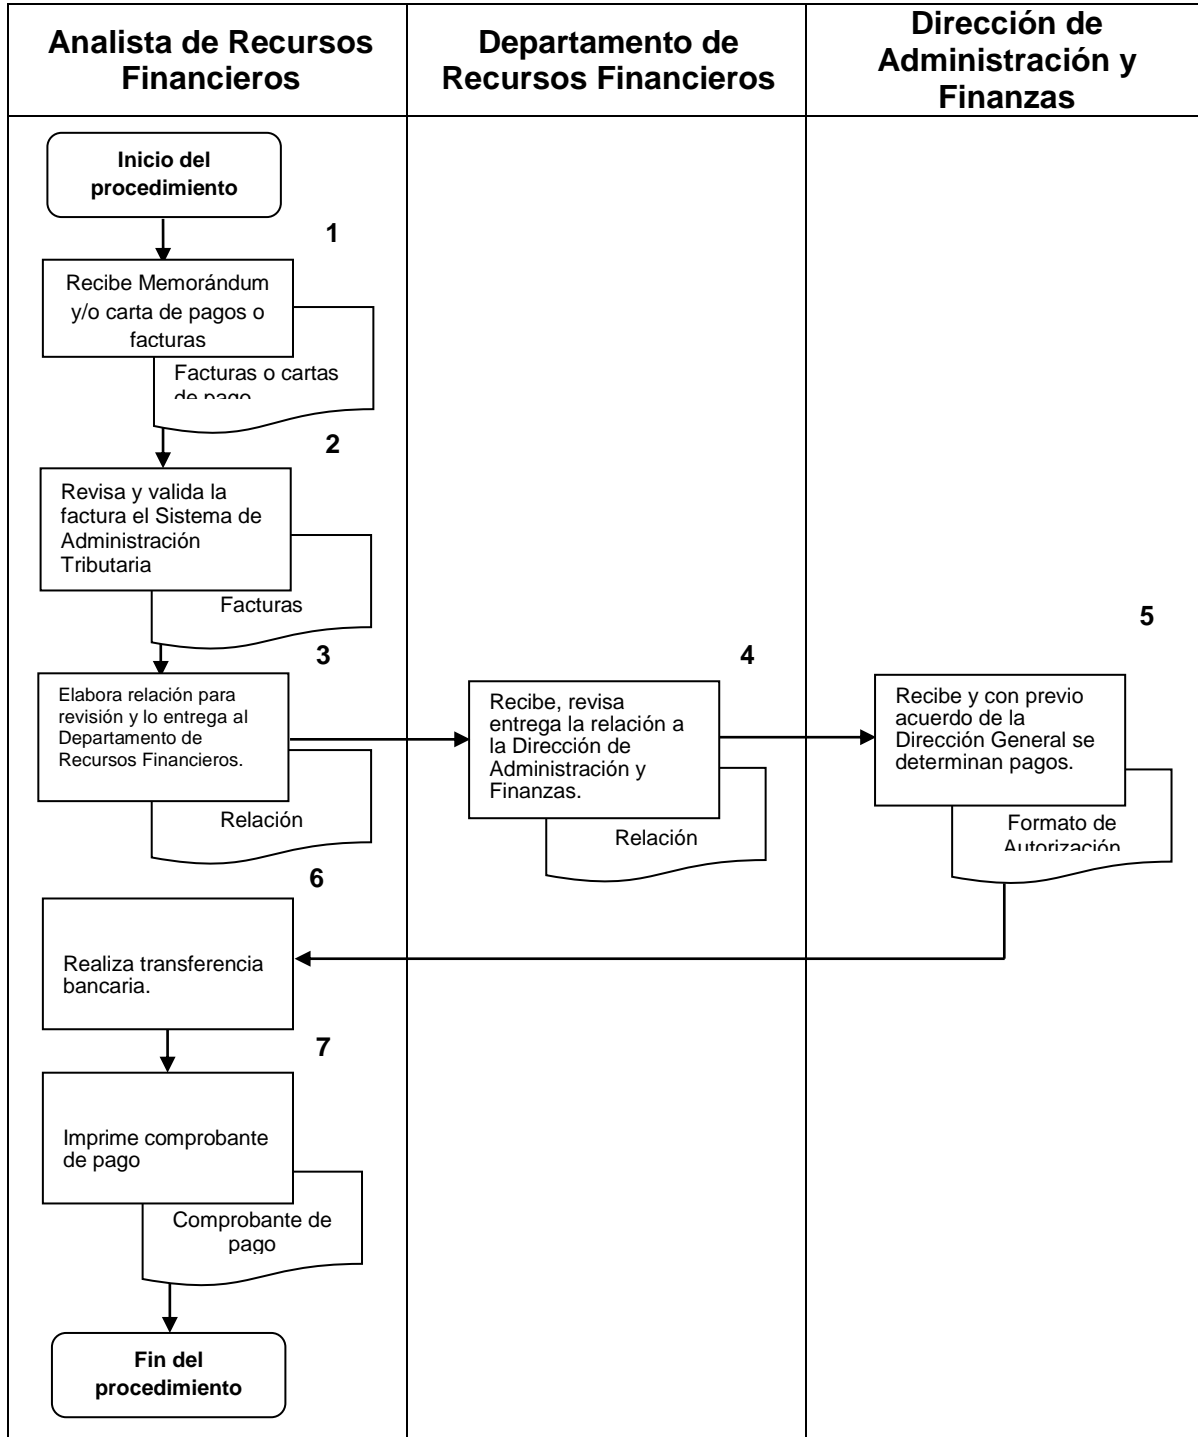 Analista de Recursos
Financieros
Departamento de
Recursos Financieros
Dirección de
Administración y
Finanzas
Inicio del
procedimiento
1
Recibe Memorándum
y/o carta de pagos o
facturas
Facturas o cartas
de pago
2
Revisa y valida la
factura el Sistema de
Administración
Tributaria
Facturas
3
Elabora relación para
revisión y lo entrega al
Departamento de
Recursos Financieros.
Relación
4
Recibe, revisa
entrega la relación a
la Dirección de
Administración y
Finanzas.
Relación
5
Recibe y con previo
acuerdo de la
Dirección General se
determinan pagos.
Formato de
Autorización
6
Realiza transferencia
bancaria.
7
Imprime comprobante
de pago
Comprobante de
pago
Fin del
procedimiento